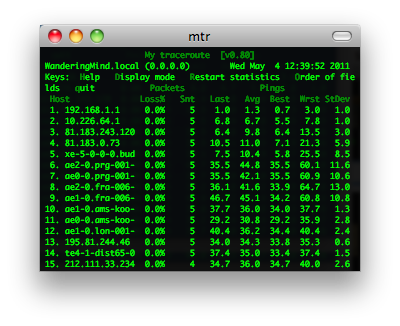 mtr
My traceroute [v0.80]
WanderingMind.local (0.0.0.0) Wed May 4 12:39:52 2011
Keys: Help Display mode Restart statistics Order of fie
lds quit Packets Pings
Host Loss% Snt Last Avg Best Wrst StDev
1. 192.168.1.1 0.0% 5 1.0 1.3 0.7 3.0 1.0
2. 10.226.64.1 0.0% 5 6.8 6.7 5.5 7.8 1.0
3. 81.183.243.120 0.0% 5 6.4 9.8 6.4 13.5 3.0
4. 81.183.0.73 0.0% 5 10.5 11.0 7.1 21.3 5.9
5. xe-5-0-0-0.bud 0.0% 5 7.5 10.4 5.8 25.5 8.5
6. ae2-0.prg-001- 0.0% 5 35.5 44.8 35.5 60.1 11.6
7. ae0-0.prg-001- 0.0% 5 35.5 42.1 35.5 60.9 10.6
8. ae2-0.fra-006- 0.0% 5 36.1 41.6 33.9 64.7 13.0
9. ae1-0.fra-006- 0.0% 5 46.7 45.1 34.2 60.8 10.8
10. ae1-0.ams-koo- 0.0% 5 37.7 36.0 34.0 37.7 1.3
11. ae0-0.ams-koo- 0.0% 5 29.2 30.8 29.2 35.9 2.8
12. ae1-0.lon-001- 0.0% 5 40.4 36.2 34.4 40.4 2.4
13. 195.81.244.46 0.0% 5 34.0 34.3 33.8 35.3 0.6
14. te4-1-dist65-0 0.0% 5 37.4 35.0 33.4 37.4 1.5
15. 212.111.33.234 0.0% 4 34.7 36.0 34.7 40.0 2.6